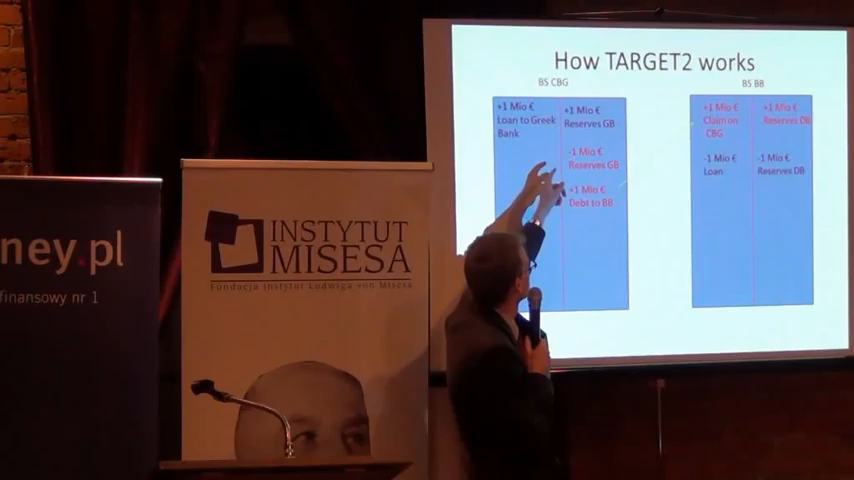 ney.pl
finansowy nr 1
INSTYTUT
MISESA
Fundacja Instytut Ludwiga von Misesa
How TARGET2 works
BS CBG
+1 Mio €
Loan to Greek
Bank
+1 Mio €
Reserves GB
-1 Mio €
Reserves GB
+1 Mio €
Debt to BB
BS BB
+1 Mio €
Claim on
CBG
-1 Mio €
Loan
+1 Mio €
Reserves DB
-1 Mio €
Reserves DB